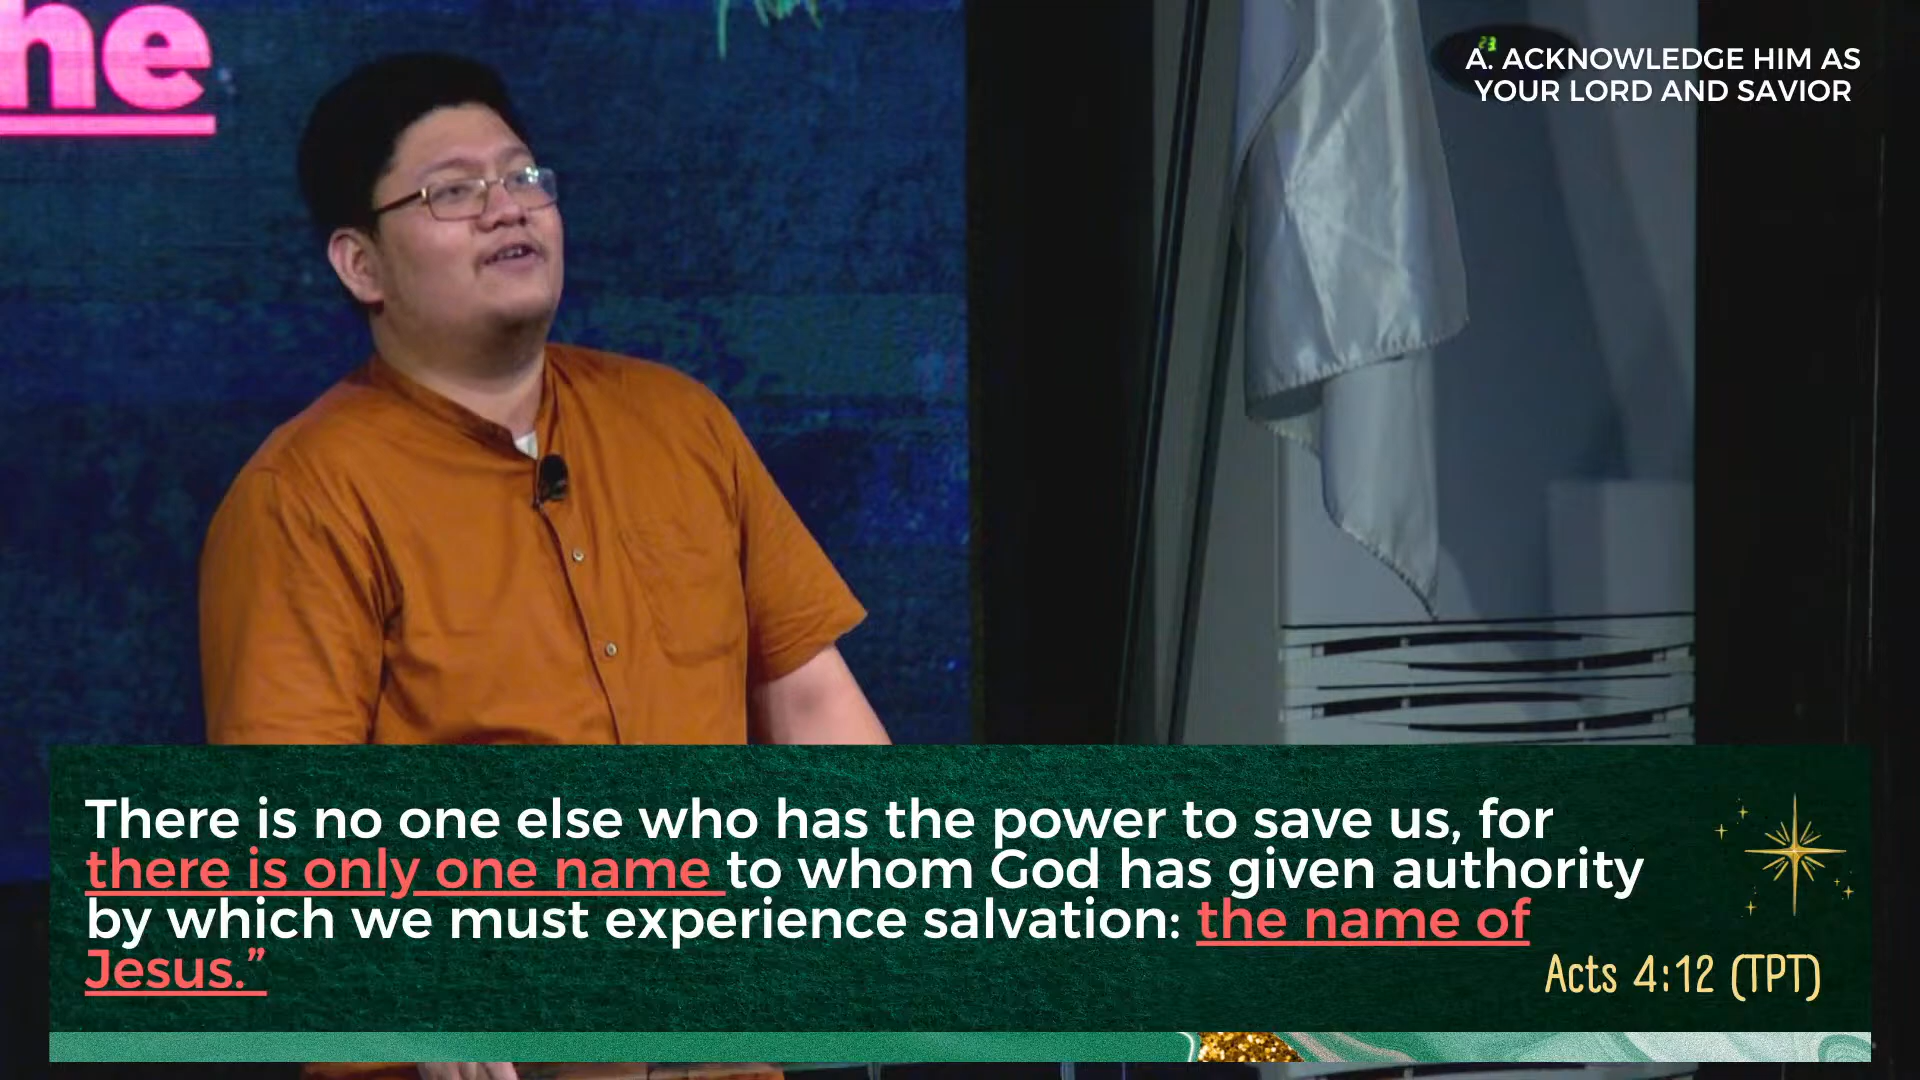 he
23
A. ACKNOWLEDGE HIM AS
YOUR LORD AND SAVIOR
There is no one else who has the power to save us, for
there is only one name to whom God has given authority
by which we must experience salvation: the name of
Jesus.”
Acts 4:12 (TPT)